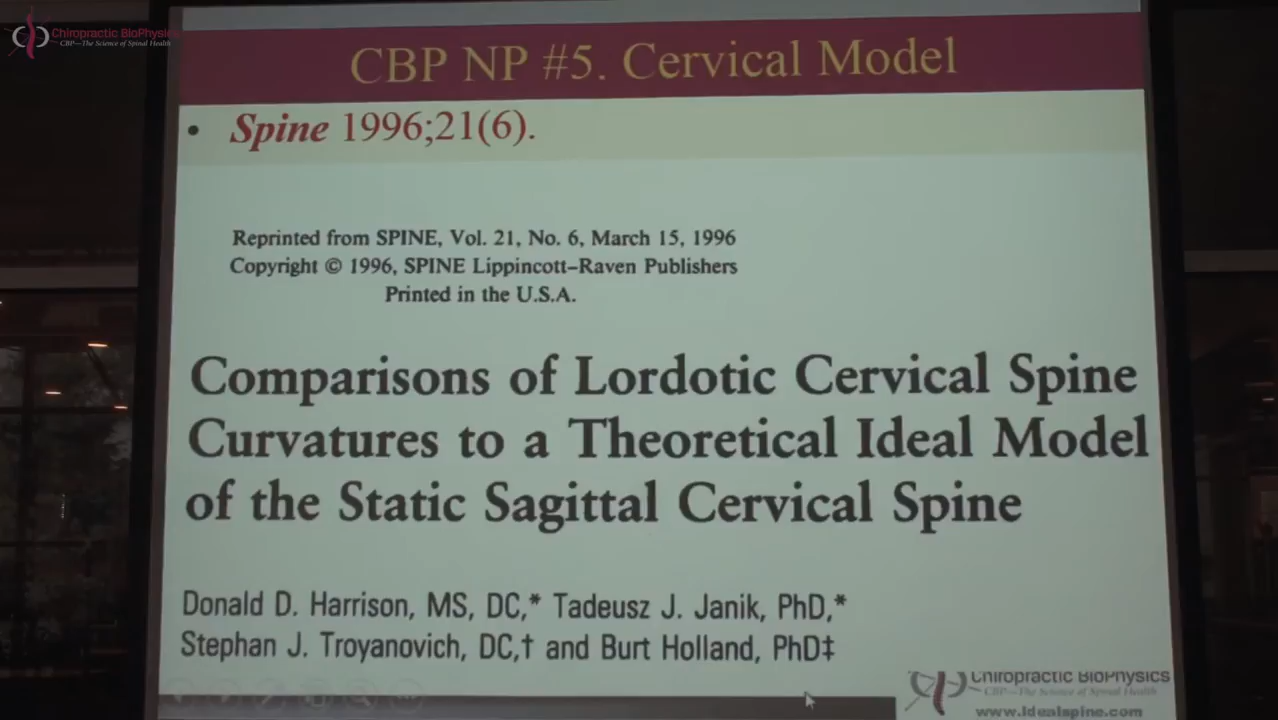 Chiropractic BioPhysics
CBP—The Science of Spinal Health
CBP NP #5. Cervical Model
• Spine 1996;21(6).
Reprinted from SPINE, Vol. 21, No. 6, March 15, 1996
Copyright © 1996, SPINE Lippincott–Raven Publishers
Printed in the U.S.A.
Comparisons of Lordotic Cervical Spine
Curvatures to a Theoretical Ideal Model
of the Static Sagittal Cervical Spine
Donald D. Harrison, MS, DC,* Tadeusz J. Janik, PhD,*
Stephan J. Troyanovich, DC,† and Burt Holland, PhD‡
Chiropractic BioPhysics
CBP—The Science of Spinal Health
www.Idealspine.com